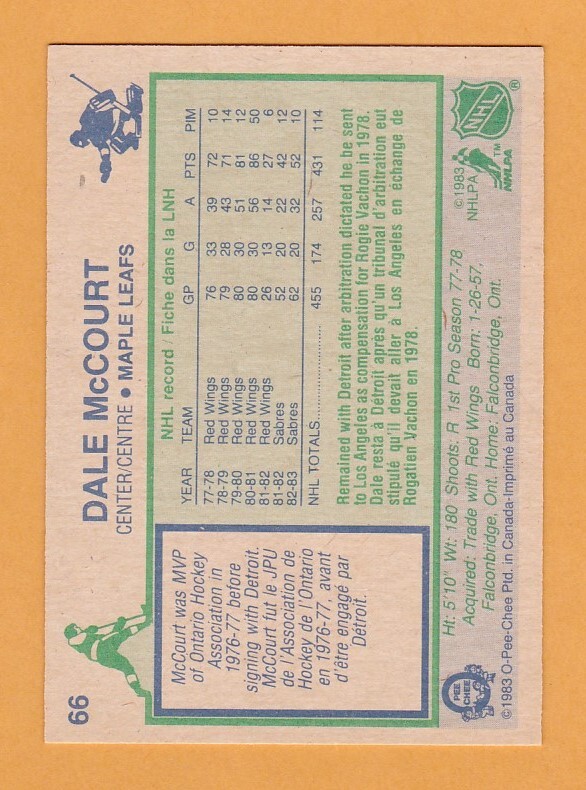 66
DALE McCOURT
CENTER/CENTRE • MAPLE LEAFS
McCourt was MVP
of Ontario Hockey
Association in
1976-77 before
signing with Detroit.
McCourt fut le JPU
de l'Association de
Hockey de l'Ontario
en 1976-77, avant
d'être engagé par
Détroit.
NHL record / Fiche dans la LNH
YEAR TEAM GP G A PTS PIM
77-78 Red Wings 76 33 39 72 10
78-79 Red Wings 79 28 43 71 14
79-80 Red Wings 80 30 51 81 12
80-81 Red Wings 80 30 56 86 50
81-82 Red Wings 26 13 14 27 6
81-82 Sabres 52 20 22 42 12
82-83 Sabres 62 20 32 52 10
NHL TOTALS 455 174 257 431 114
Remained with Detroit after arbitration dictated he be sent
to Los Angeles as compensation for Rogie Vachon in 1978.
Dale resta à Détroit après qu'un tribunal d'arbitration eut
stipulé qu'il devait aller à Los Angeles en échange de
Rogatien Vachon en 1978.
Ht: 5'10" Wt: 180 Shoots: R 1st Pro Season 77-78
Acquired: Trade with Red Wings Born: 1-26-57,
Falconbridge, Ont. Home: Falconbridge, Ont.
PEE
CHEE
©1983 O-Pee-Chee Ptd. in Canada-Imprimé au Canada
©1983
NHLPA
NHLPA
™
NHL
®